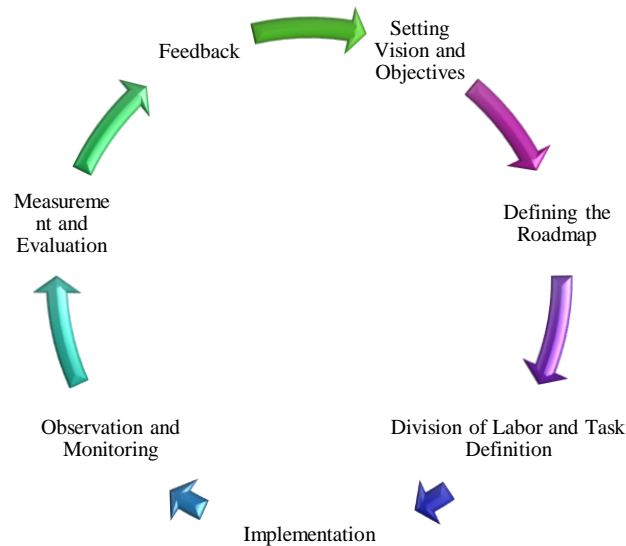 Feedback
Setting
Vision and
Objectives
Defining the
Roadmap
Division of Labor and Task
Definition
Implementation
Observation and
Monitoring
Measureme
nt and
Evaluation